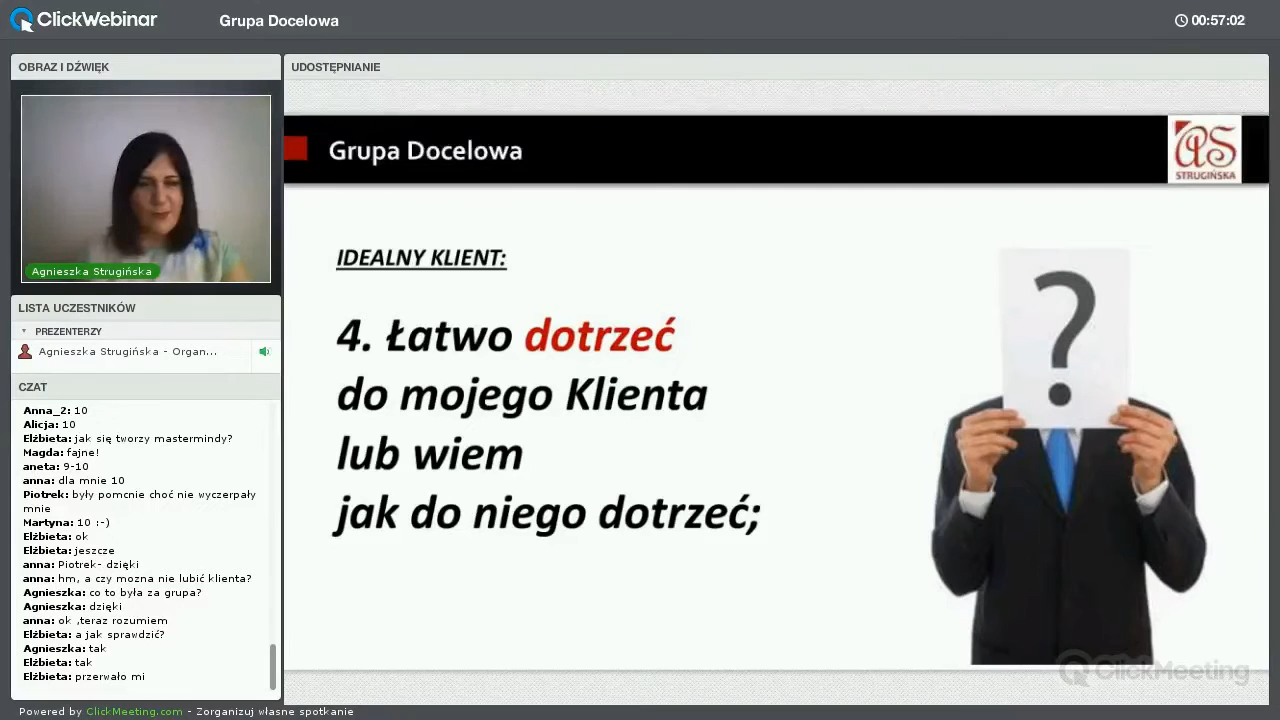 ClickWebinar
Grupa Docelowa
00:57:02
OBRAZ I DŹWIĘK
Agnieszka Strugińska
LISTA UCZESTNIKÓW
PREZENTERZY
Agnieszka Strugińska - Organ...
CZAT
Anna_2: 10
Alicja: 10
Elżbieta: jak się tworzy mastermindy?
Magda: fajne!
aneta: 9-10
anna: dla mnie 10
Piotrek: były pomcnie choć nie wyczerpały
mnie
Martyna: 10 :-)
Elżbieta: ok
Elżbieta: jeszcze
anna: Piotrek- dzięki
anna: hm, a czy mozna nie lubić klienta?
Agnieszka: co to była za grupa?
Agnieszka: dzięki
anna: ok ,teraz rozumiem
Elżbieta: a jak sprawdzić?
Agnieszka: tak
Elżbieta: tak
Elżbieta: przerwało mi
UDOSTĘPNIANIE
Grupa Docelowa
AS
STRUGIŃSKA
IDEALNY KLIENT:
4. Łatwo dotrzeć
do mojego Klienta
lub wiem
jak do niego dotrzeć;
?
ClickMeeting
Powered by ClickMeeting.com - Zorganizuj własne spotkanie